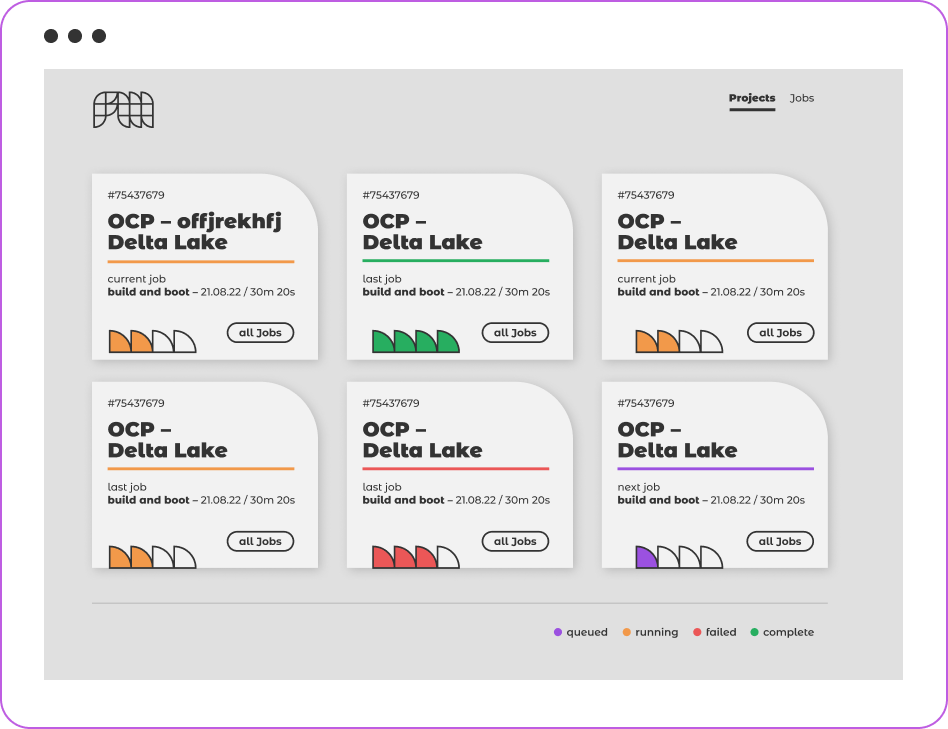 Projects Jobs
#75437679
OCP – offjrekhfj
Delta Lake
current job
build and boot – 21.08.22 / 30m 20s
all Jobs
#75437679
OCP –
Delta Lake
last job
build and boot – 21.08.22 / 30m 20s
all Jobs
#75437679
OCP –
Delta Lake
current job
build and boot – 21.08.22 / 30m 20s
all Jobs
#75437679
OCP –
Delta Lake
last job
build and boot – 21.08.22 / 30m 20s
all Jobs
#75437679
OCP –
Delta Lake
last job
build and boot – 21.08.22 / 30m 20s
all Jobs
#75437679
OCP –
Delta Lake
next job
build and boot – 21.08.22 / 30m 20s
all Jobs
queued running failed complete